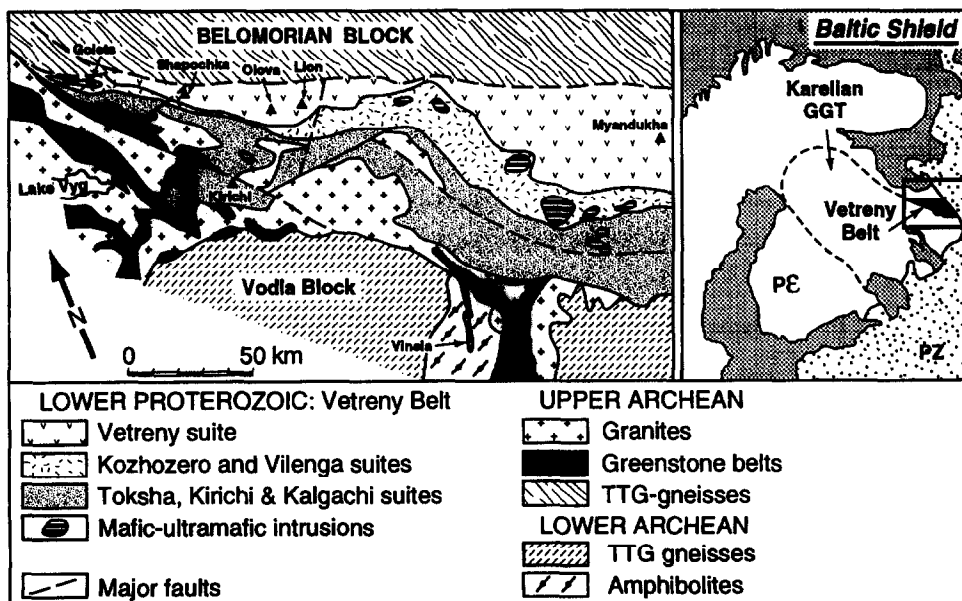 BELOMORIAN BLOCK
Golets
Shapochka
Olova
Lion
Myandukha
Lake Vyg
Kirichi
Vodla Block
Vinela
N
0 50 km
Baltic Shield
Karelian
GGT
Vetreny
Belt
PЄ
PZ
LOWER PROTEROZOIC: Vetreny Belt
Vetreny suite
Kozhozero and Vilenga suites
Toksha, Kirichi & Kalgachi suites
Mafic-ultramafic intrusions
Major faults
UPPER ARCHEAN
Granites
Greenstone belts
TTG-gneisses
LOWER ARCHEAN
TTG gneisses
Amphibolites